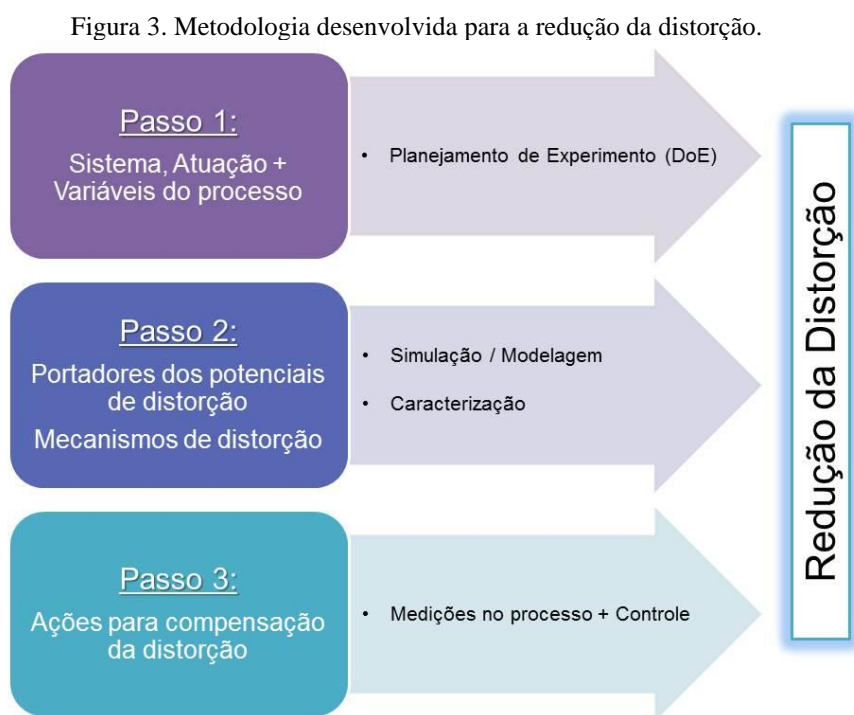 Figura 3. Metodologia desenvolvida para a redução da distorção.
Passo 1:
Sistema, Atuação +
Variáveis do processo
• Planejamento de Experimento (DoE)
Passo 2:
Portadores dos potenciais
de distorção
Mecanismos de distorção
• Simulação / Modelagem
• Caracterização
Passo 3:
Ações para compensação
da distorção
• Medições no processo + Controle
Redução da Distorção